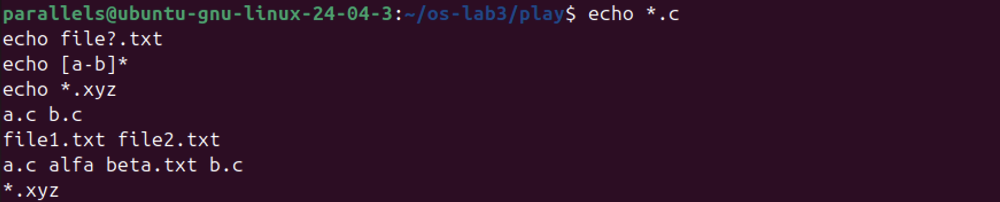 parallels@ubuntu-gnu-linux-24-04-3:~/os-lab3/play$ echo *.c
echo file?.txt
echo [a-b]*
echo *.xyz
a.c b.c
file1.txt file2.txt
a.c alfa beta.txt b.c
*.xyz